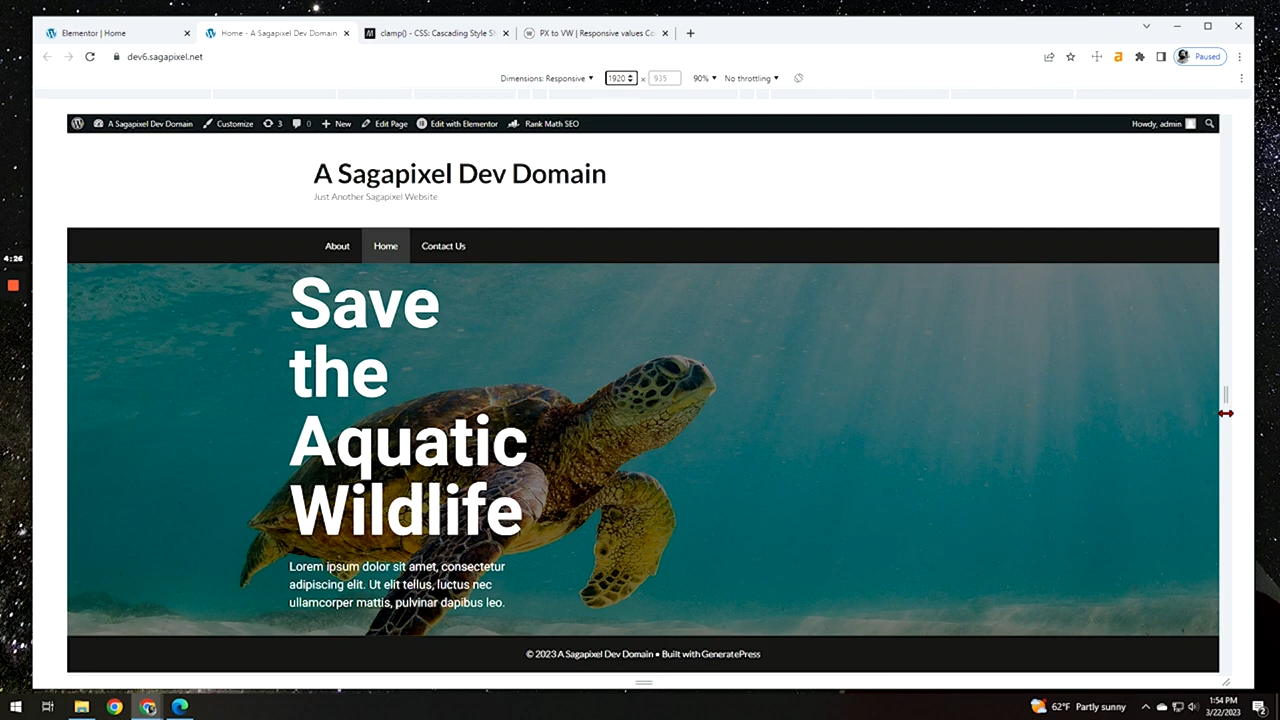 Elementor | Home
Home - A Sagapixel Dev Domain
clamp() - CSS: Cascading Style S
PX to VW | Responsive values Co
dev6.sagapixel.net
Paused
Dimensions: Responsive
1920 x 935
90%
No throttling
A Sagapixel Dev Domain
Customize
3
0
New
Edit Page
Edit with Elementor
Rank Math SEO
Howdy, admin
A Sagapixel Dev Domain
Just Another Sagapixel Website
About
Home
Contact Us
4:26
Save
the
Aquatic
Wildlife
Lorem ipsum dolor sit amet, consectetur
adipiscing elit. Ut elit tellus, luctus nec
ullamcorper mattis, pulvinar dapibus leo.
© 2023 A Sagapixel Dev Domain • Built with GeneratePress
62°F Partly sunny
1:54 PM
3/22/2023
2